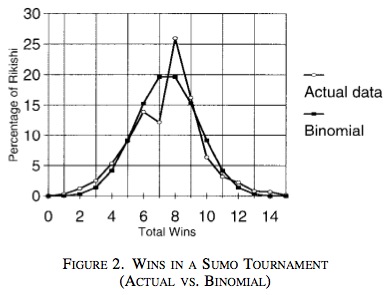 30
25
20
15
10
5
0
Percentage of Rikishi
0 2 4 6 8 10 12 14
Total Wins
Actual data
Binomial
FIGURE 2. WINS IN A SUMO TOURNAMENT
(ACTUAL VS. BINOMIAL)